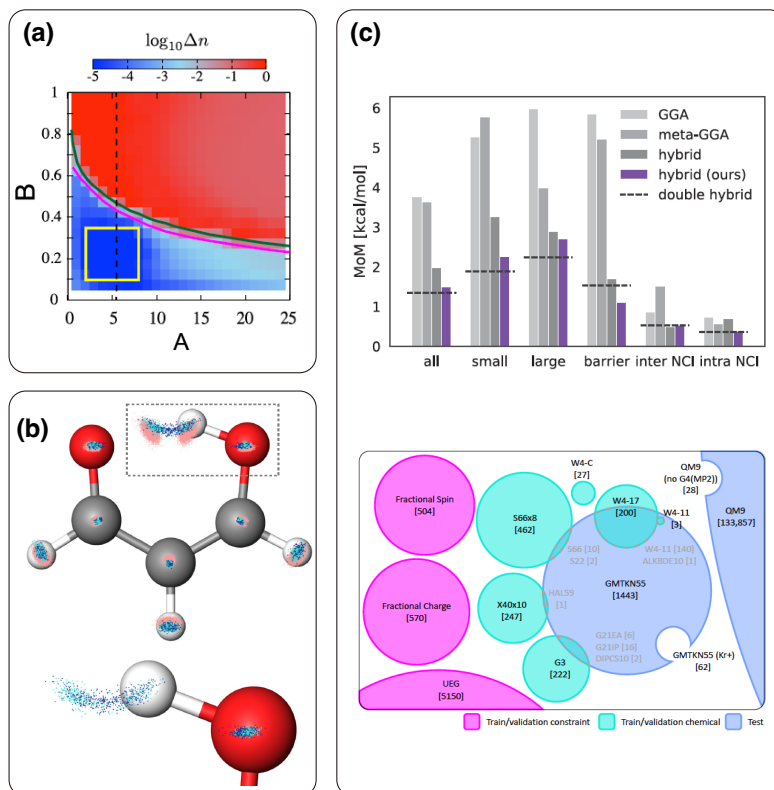 (a)
log10Δn
-5 -4 -3 -2 -1 0
1
0.8
0.6
0.4
0.2
0
B
0 5 10 15 20 25
A
(b)
(c)
MoM [kcal/mol]
6
5
4
3
2
1
0
GGA
meta-GGA
hybrid
hybrid (ours)
double hybrid
all small large barrier inter NCI intra NCI
Fractional Spin
[504]
S66x8
[462]
W4-C
[27]
W4-17
[200]
W4-11
[3]
QM9
(no G4(MP2))
[28]
QM9
[133,857]
S66 [10]
S22 [2]
W4-11 [140]
ALKBDE10 [1]
Fractional Charge
[570]
X40x10
[247]
HAL59
[1]
GMTKN55
[1443]
G21EA [6]
G21IP [16]
DIPCS10 [2]
G3
[222]
GMTKN55 (Kr+)
[62]
UEG
[5150]
Train/validation constraint
Train/validation chemical
Test